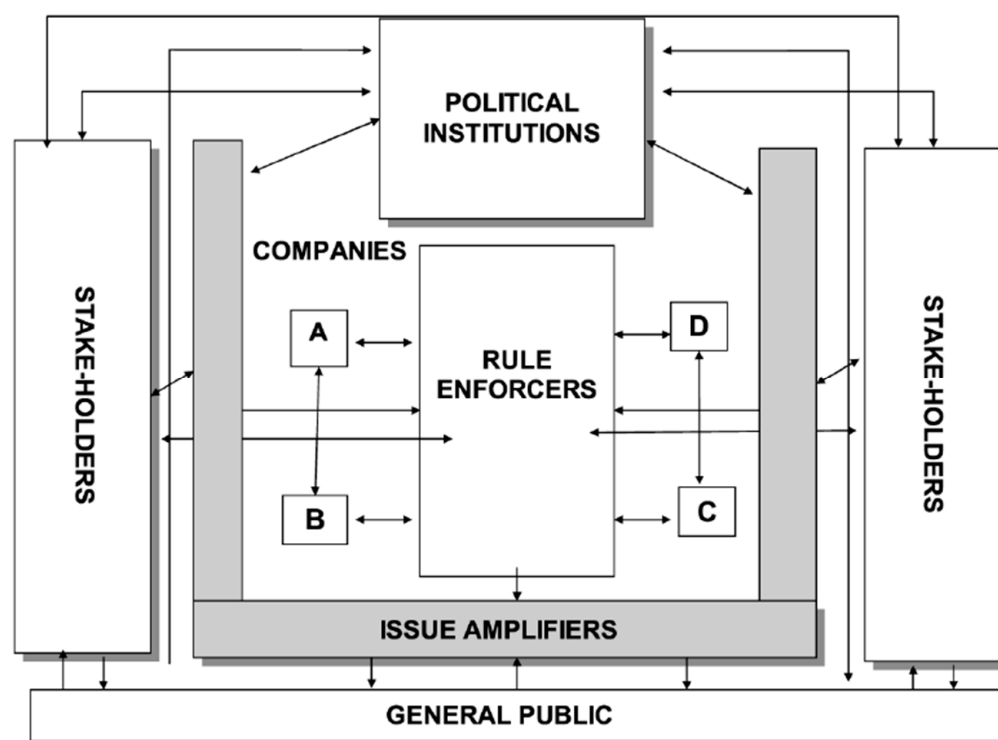 POLITICAL
INSTITUTIONS
COMPANIES
STAKE-HOLDERS
A
B
RULE
ENFORCERS
D
C
STAKE-HOLDERS
ISSUE AMPLIFIERS
GENERAL PUBLIC